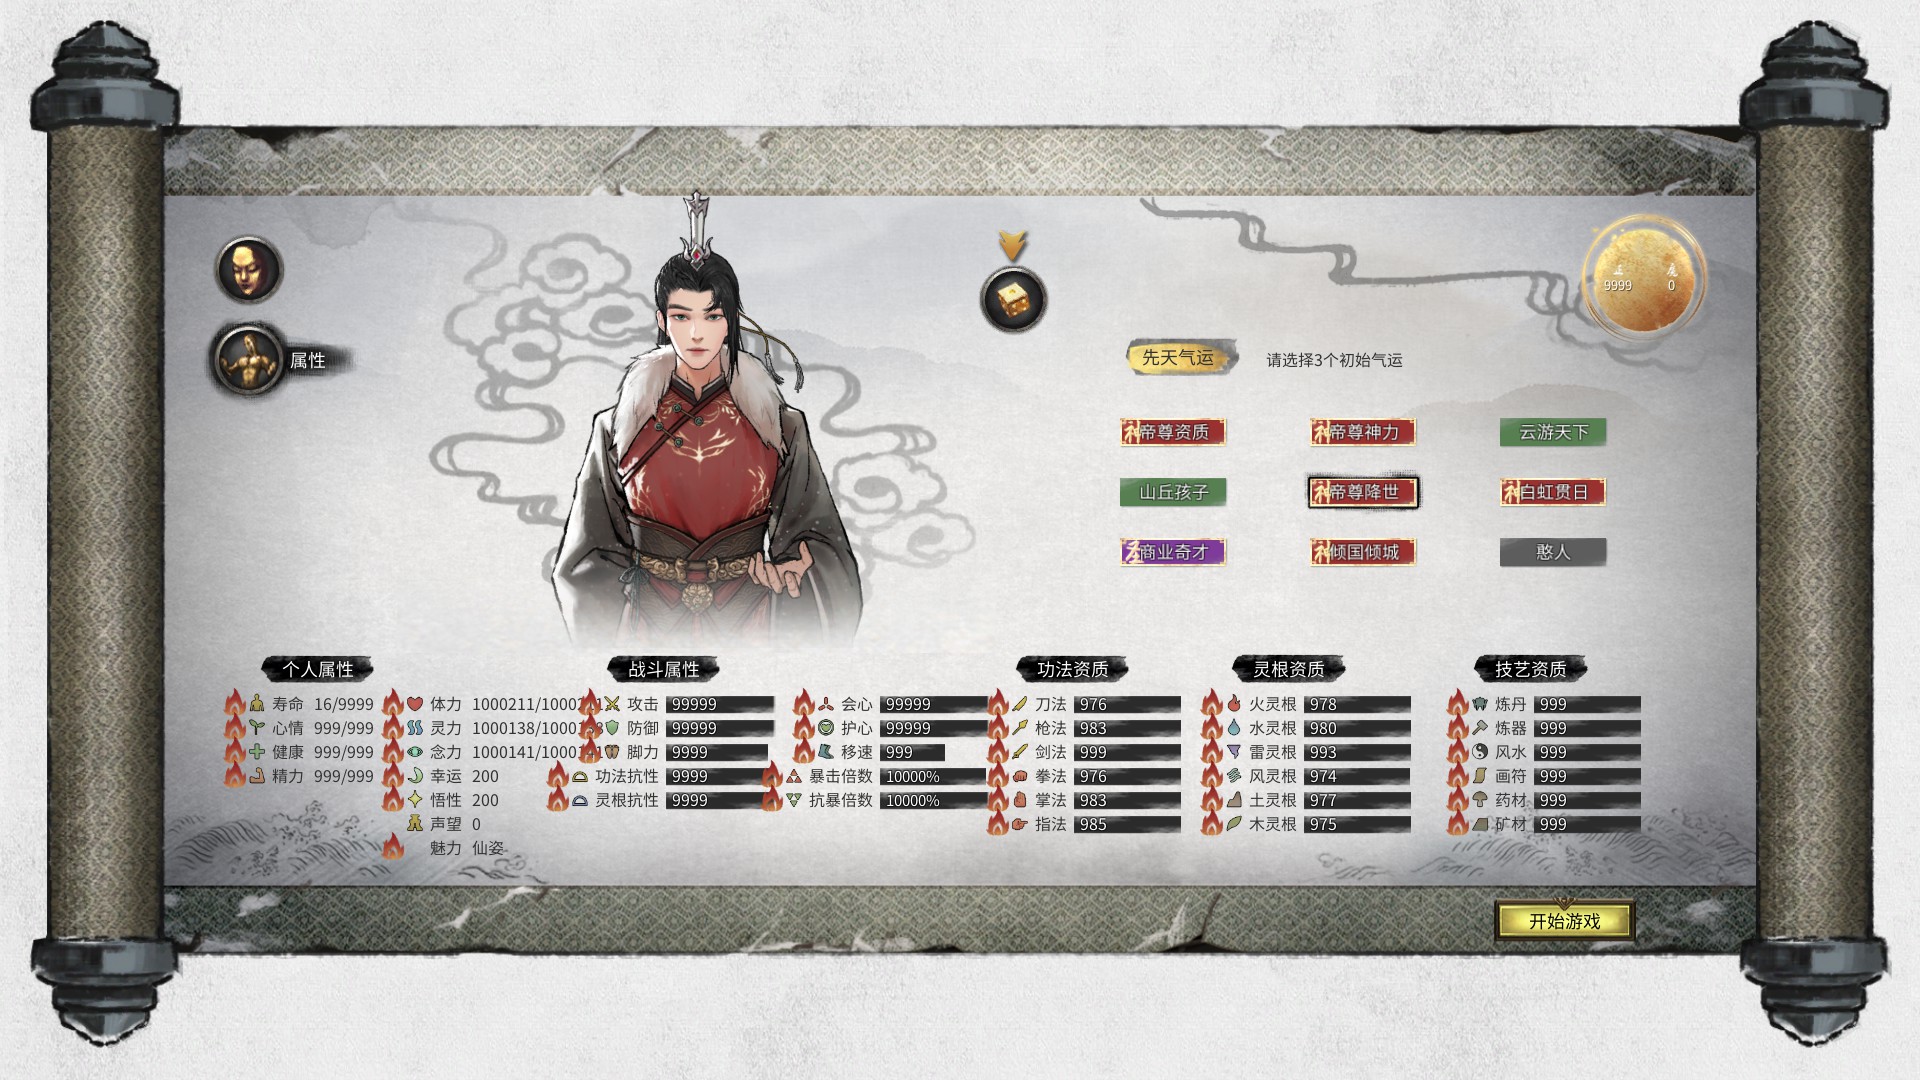 正 魔
9999 0
属性
先天气运 请选择3个初始气运
神帝尊资质 神帝尊神力 云游天下
山丘孩子 神帝尊降世 神白虹贯日
圣商业奇才 神倾国倾城 憨人
个人属性 战斗属性 功法资质 灵根资质 技艺资质
寿命 16/9999 体力 1000211/1000211 攻击 99999 会心 99999 刀法 976 火灵根 978 炼丹 999
心情 999/999 灵力 1000138/1000138 防御 99999 护心 99999 枪法 983 水灵根 980 炼器 999
健康 999/999 念力 1000141/1000141 脚力 9999 移速 999 剑法 999 雷灵根 993 风水 999
精力 999/999 幸运 200 功法抗性 9999 暴击倍数 10000% 拳法 976 风灵根 974 画符 999
悟性 200 灵根抗性 9999 抗暴倍数 10000% 掌法 983 土灵根 977 药材 999
声望 0 指法 985 木灵根 975 矿材 999
魅力 仙姿
开始游戏